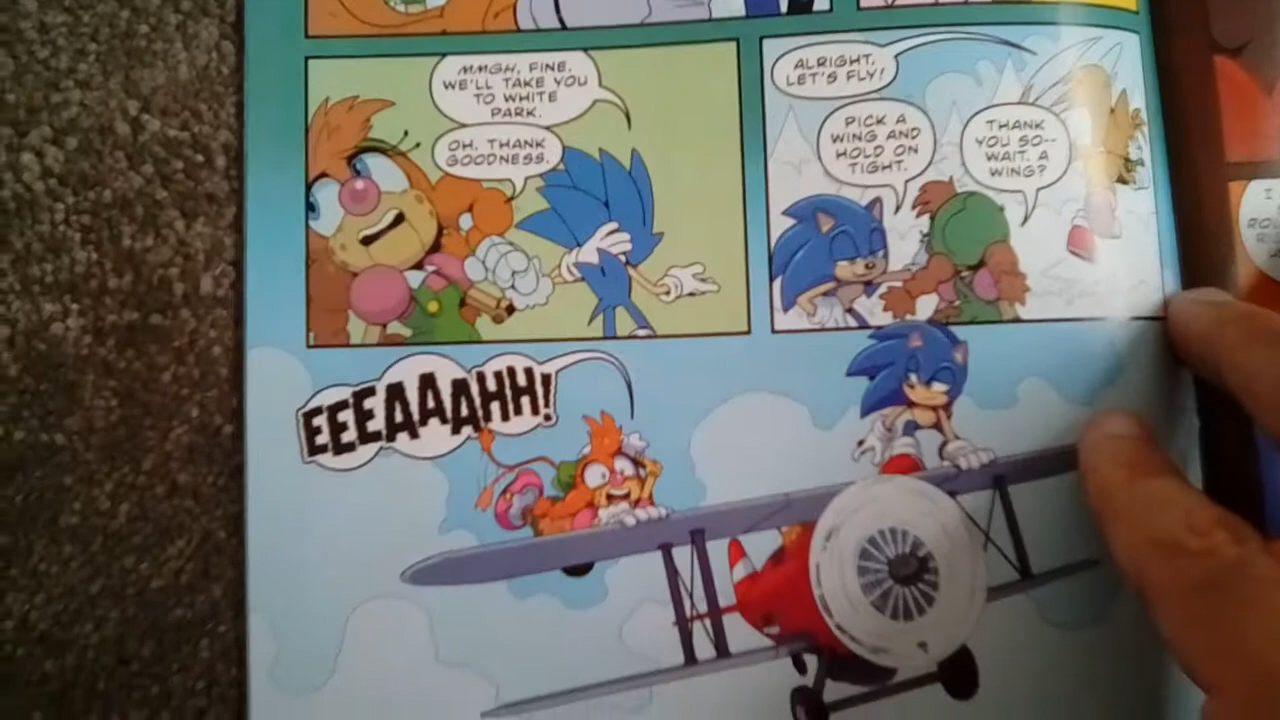 MMGH, FINE.
WE'LL TAKE YOU
TO WHITE
PARK.
OH, THANK
GOODNESS.
ALRIGHT,
LET'S FLY!
PICK A
WING AND
HOLD ON
TIGHT.
THANK
YOU SO--
WAIT. A
WING?
EEEAAAHH!
I